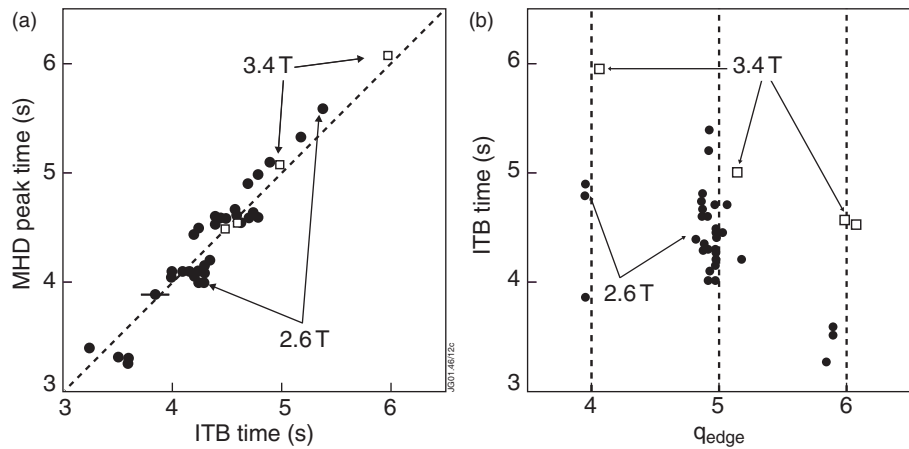 (a)
6
5
4
3
3 4 5 6
MHD peak time (s)
ITB time (s)
3.4 T
2.6 T
JG01.46/12c
(b)
6
5
4
3
4 5 6
ITB time (s)
qedge
3.4 T
2.6 T